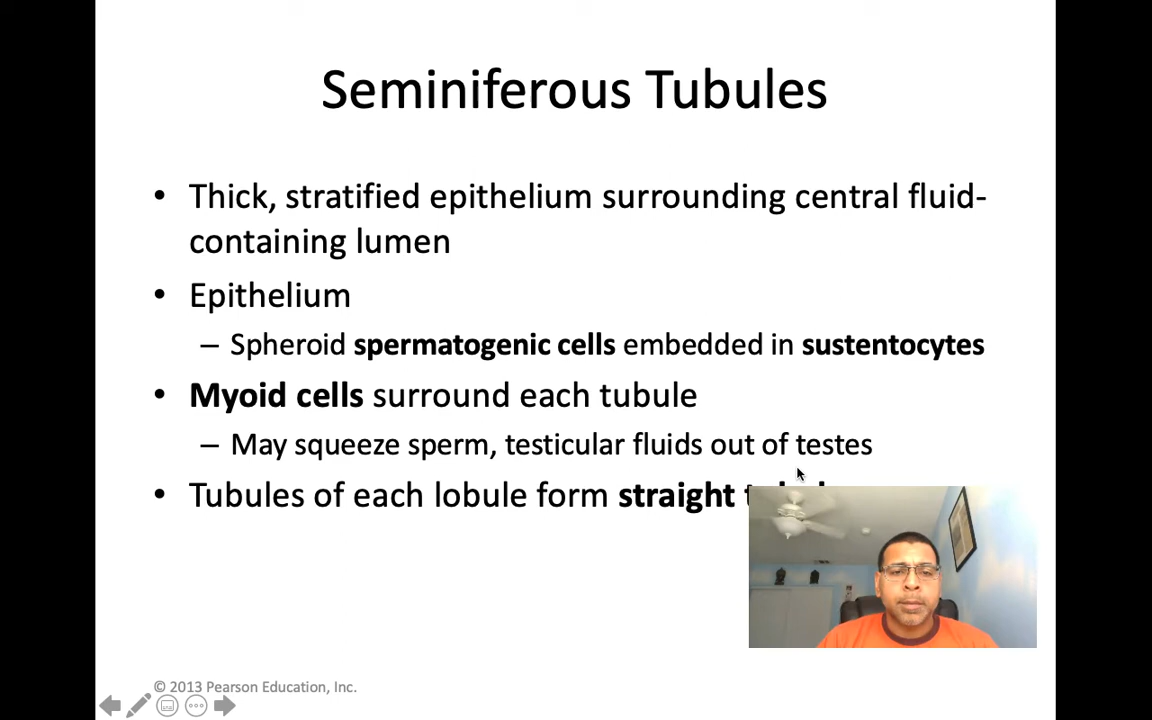 Seminiferous Tubules
• Thick, stratified epithelium surrounding central fluid-
containing lumen
• Epithelium
– Spheroid spermatogenic cells embedded in sustentocytes
• Myoid cells surround each tubule
– May squeeze sperm, testicular fluids out of testes
• Tubules of each lobule form straight
© 2013 Pearson Education, Inc.